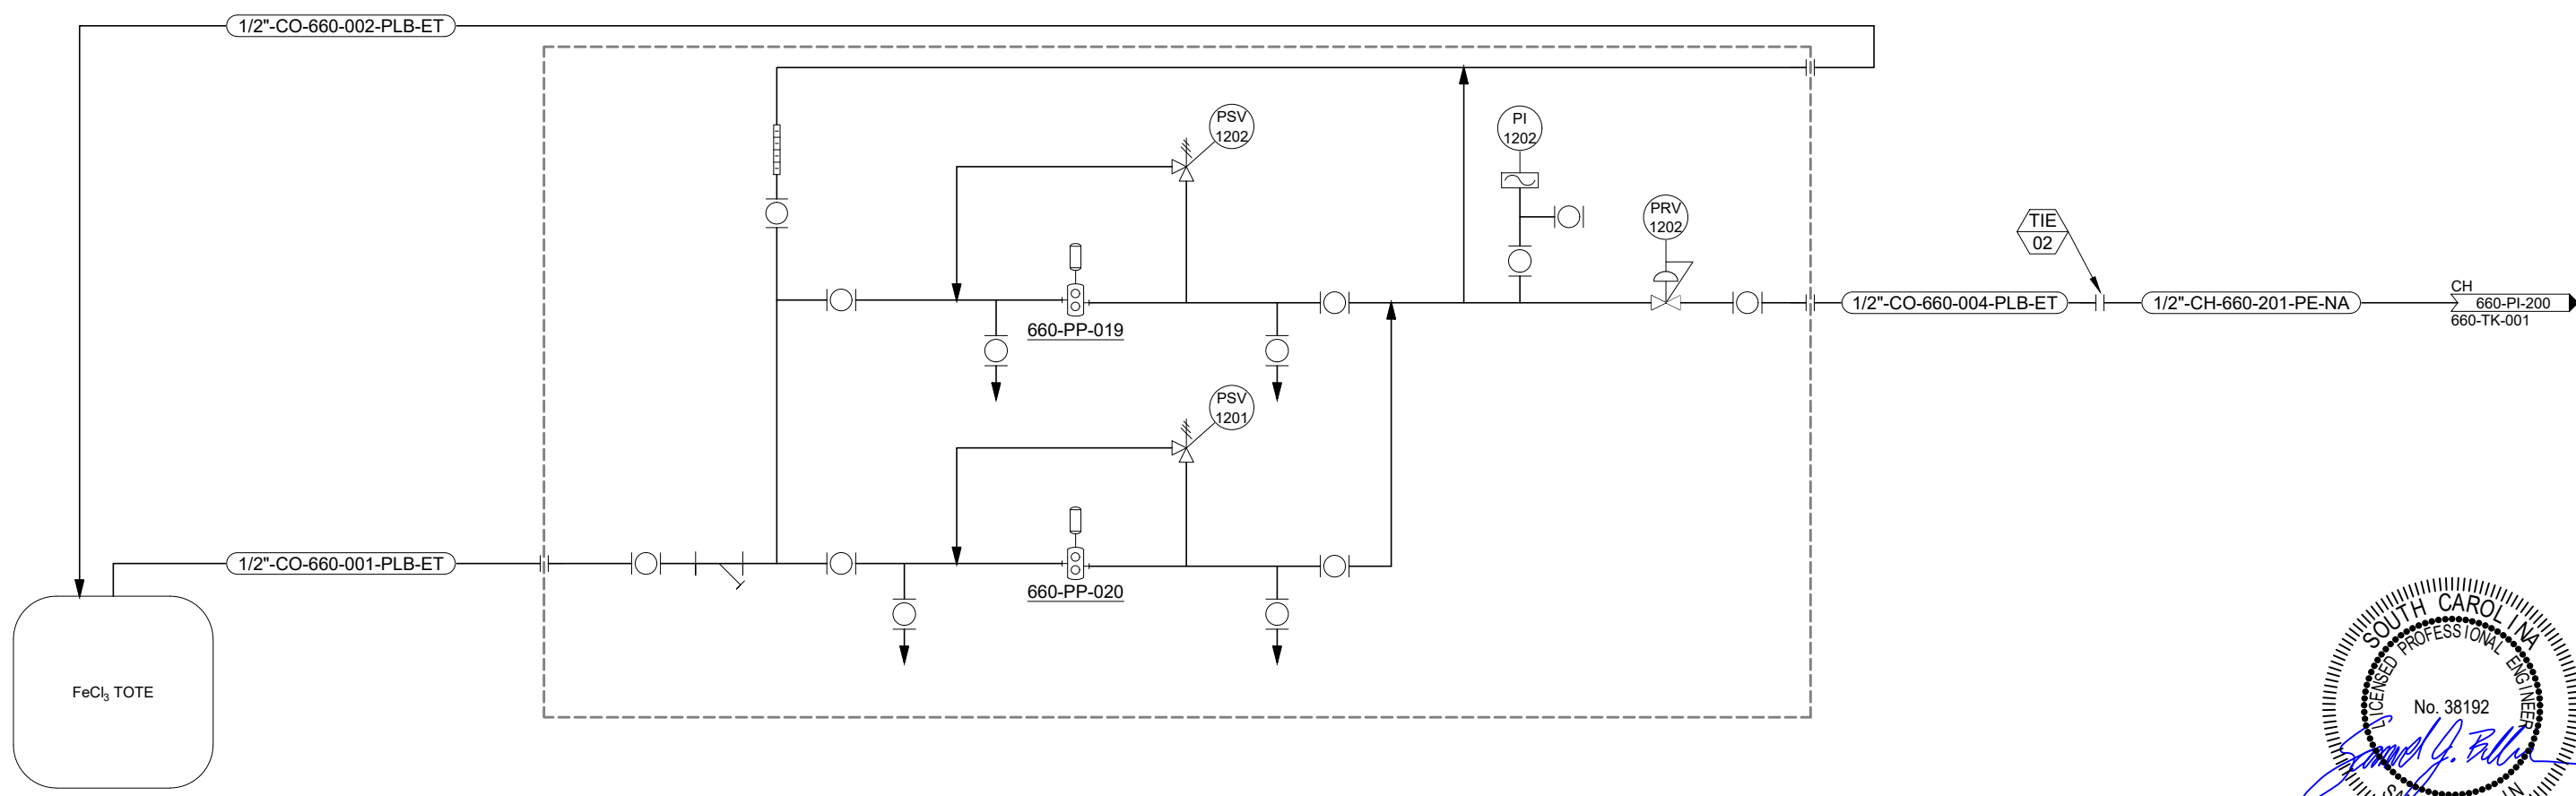 1/2"-CO-660-002-PLB-ET
PSV
1202
PI
1202
PRV
1202
TIE
02
660-PP-019
1/2"-CO-660-004-PLB-ET
1/2"-CH-660-201-PE-NA
CH
660-PI-200
660-TK-001
PSV
1201
1/2"-CO-660-001-PLB-ET
660-PP-020
FeCl₃ TOTE
SOUTH CAROLINA
LICENSED PROFESSIONAL ENGINEER
No. 38192